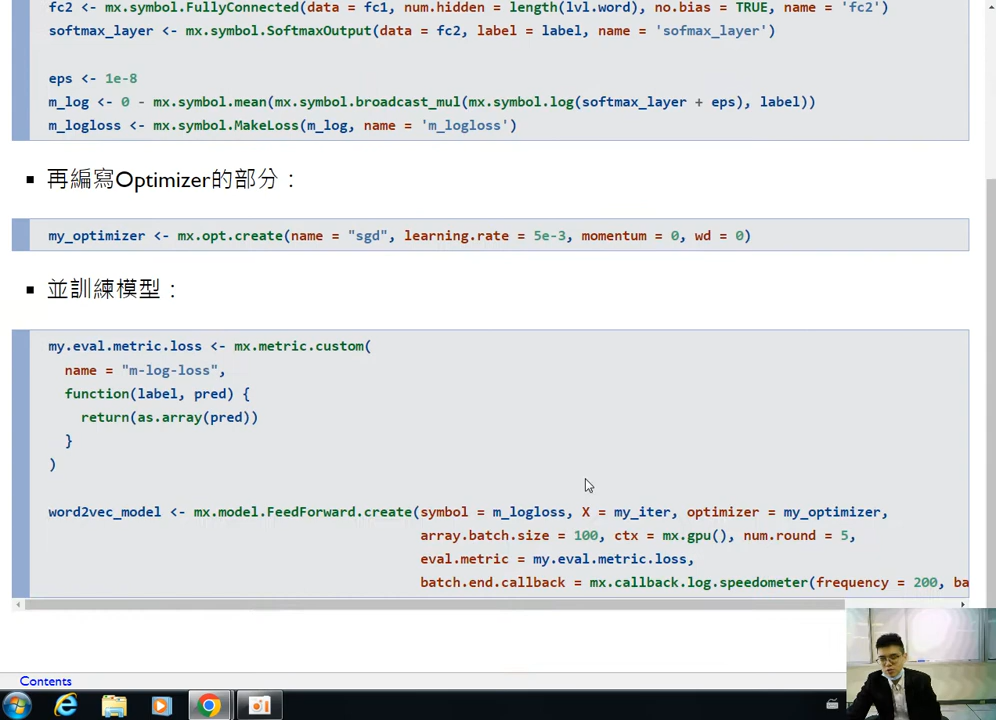 fc2 <- mx.symbol.FullyConnected(data = fc1, num.hidden = length(lvl.word), no.bias = TRUE, name = 'fc2')
softmax_layer <- mx.symbol.SoftmaxOutput(data = fc2, label = label, name = 'sofmax_layer')
eps <- 1e-8
m_log <- 0 - mx.symbol.mean(mx.symbol.broadcast_mul(mx.symbol.log(softmax_layer + eps), label))
m_logloss <- mx.symbol.MakeLoss(m_log, name = 'm_logloss')
▪ 再編寫Optimizer的部分：
my_optimizer <- mx.opt.create(name = "sgd", learning.rate = 5e-3, momentum = 0, wd = 0)
▪ 並訓練模型：
my.eval.metric.loss <- mx.metric.custom(
name = "m-log-loss",
function(label, pred) {
return(as.array(pred))
}
)
word2vec_model <- mx.model.FeedForward.create(symbol = m_logloss, X = my_iter, optimizer = my_optimizer,
array.batch.size = 100, ctx = mx.gpu(), num.round = 5,
eval.metric = my.eval.metric.loss,
batch.end.callback = mx.callback.log.speedometer(frequency = 200, ba
Contents